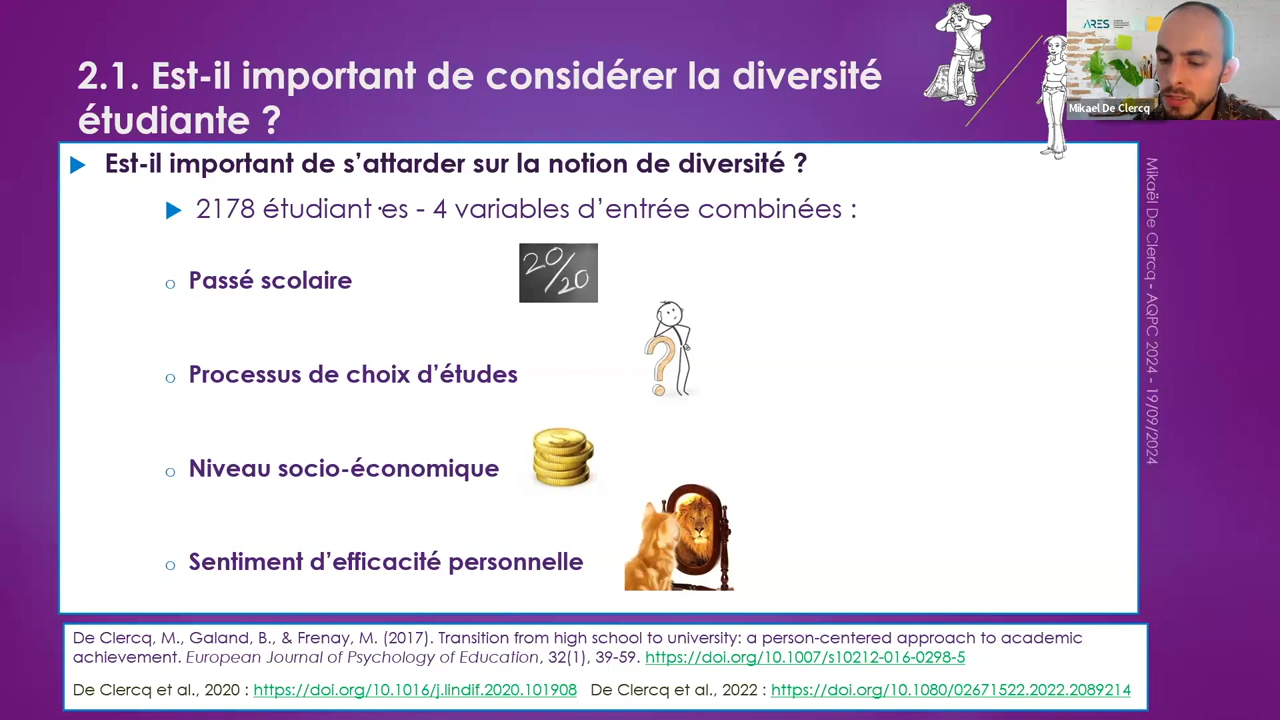 2.1. Est-il important de considérer la diversité
étudiante ?
ARES
Mikael De Clercq
Est-il important de s’attarder sur la notion de diversité ?
2178 étudiant·es - 4 variables d’entrée combinées :
Passé scolaire
20/20
Processus de choix d’études
?
Niveau socio-économique
Sentiment d’efficacité personnelle
Mikaël De Clercq - AQPC 2024 - 19/09/2024
De Clercq, M., Galand, B., & Frenay, M. (2017). Transition from high school to university: a person-centered approach to academic
achievement. European Journal of Psychology of Education, 32(1), 39-59. https://doi.org/10.1007/s10212-016-0298-5
De Clercq et al., 2020 : https://doi.org/10.1016/j.lindif.2020.101908 De Clercq et al., 2022 : https://doi.org/10.1080/02671522.2022.2089214